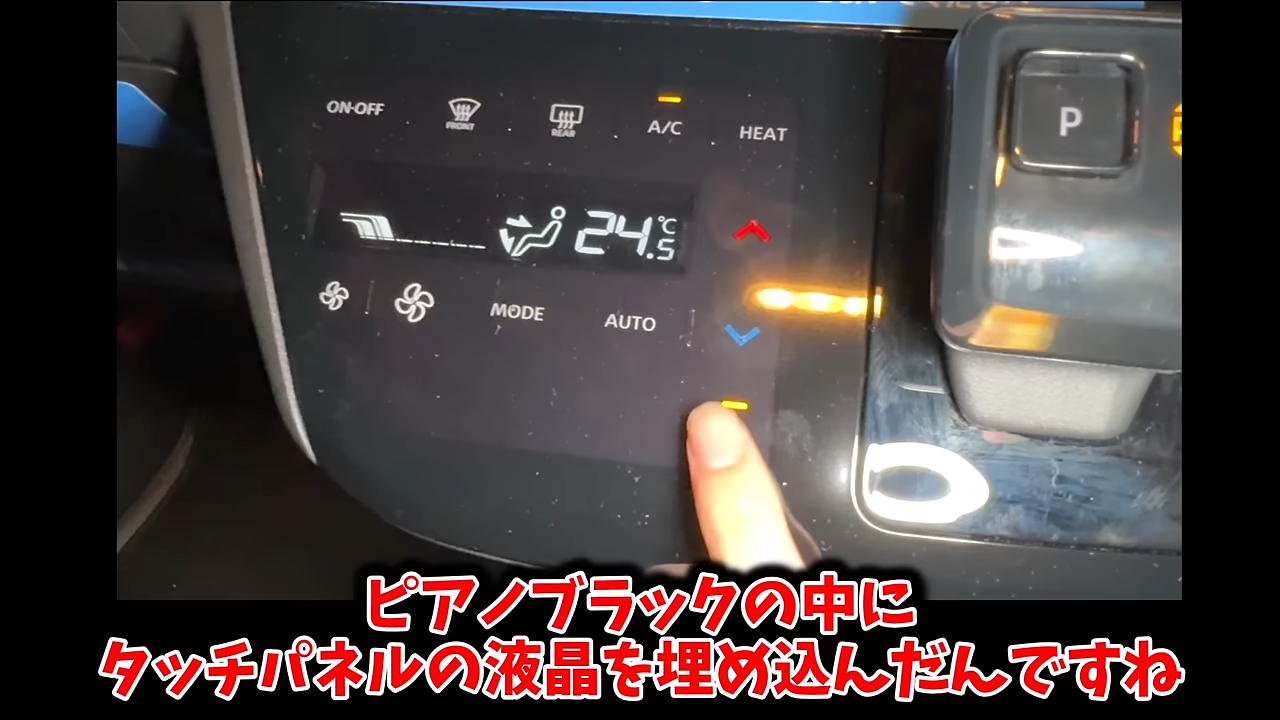 ON·OFF
FRONT
REAR
A/C
HEAT
P
24.5℃
MODE
AUTO
ピアノブラックの中に
タッチパネルの液晶を埋め込んだんですね